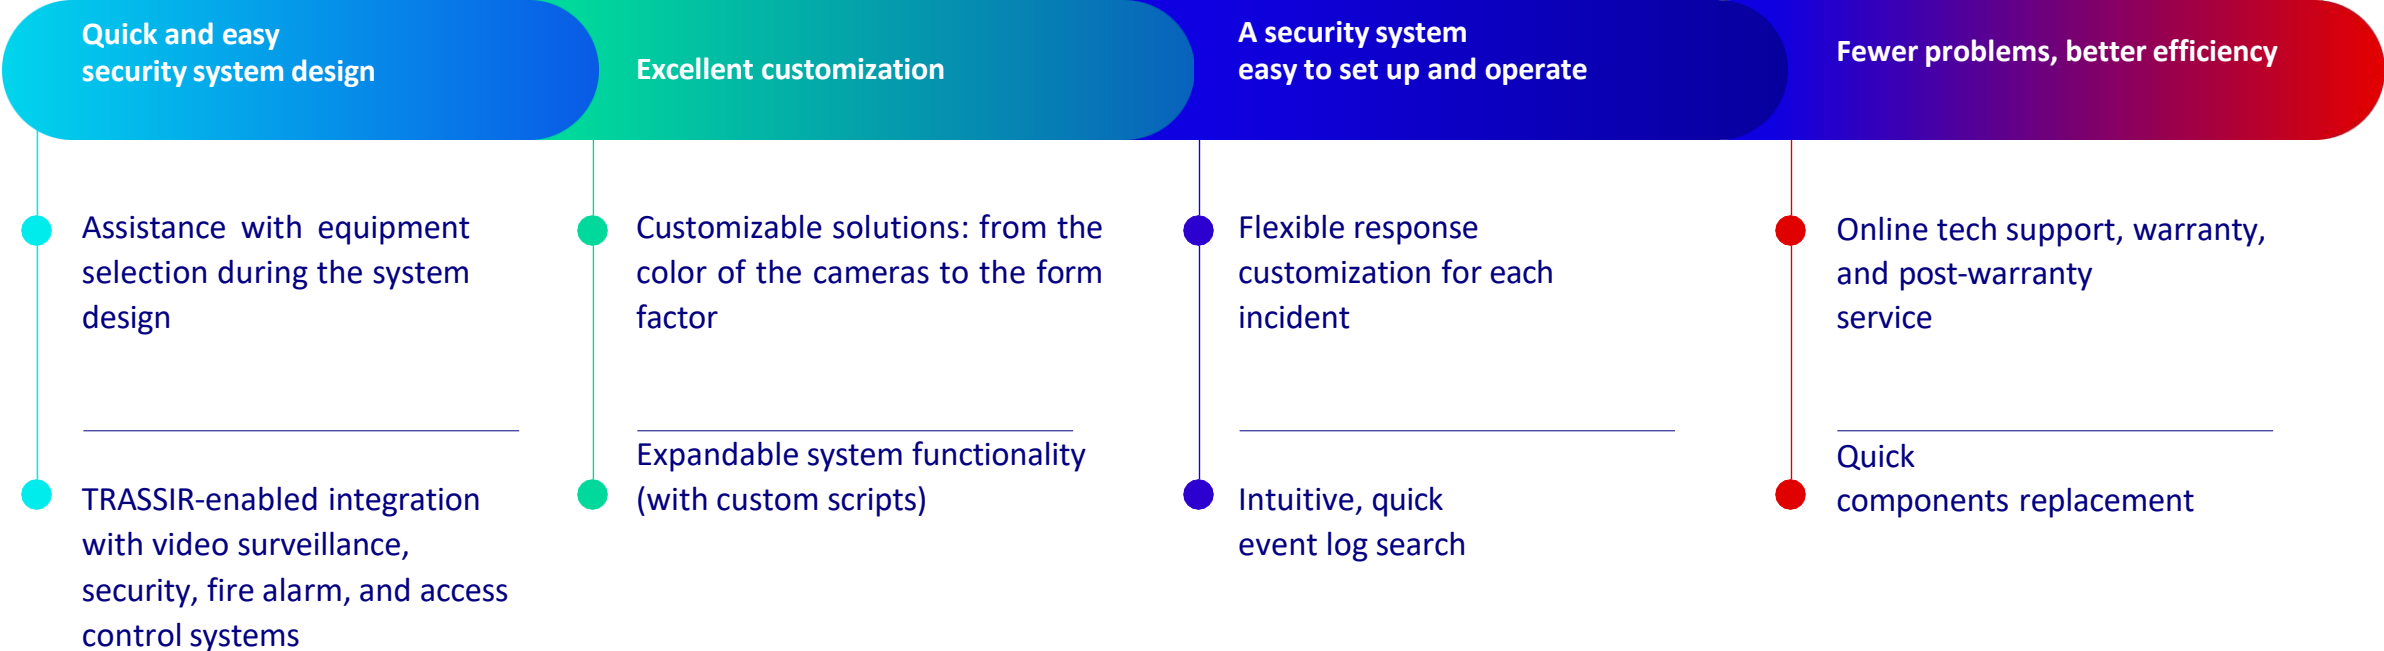 Quick and easy
security system design
Assistance with equipment
selection during the system
design
TRASSIR-enabled integration
with video surveillance,
security, fire alarm, and access
control systems
Excellent customization
Customizable solutions: from the
color of the cameras to the form
factor
Expandable system functionality
(with custom scripts)
A security system
easy to set up and operate
Flexible response
customization for each
incident
Intuitive, quick
event log search
Fewer problems, better efficiency
Online tech support, warranty,
and post-warranty
service
Quick
components replacement